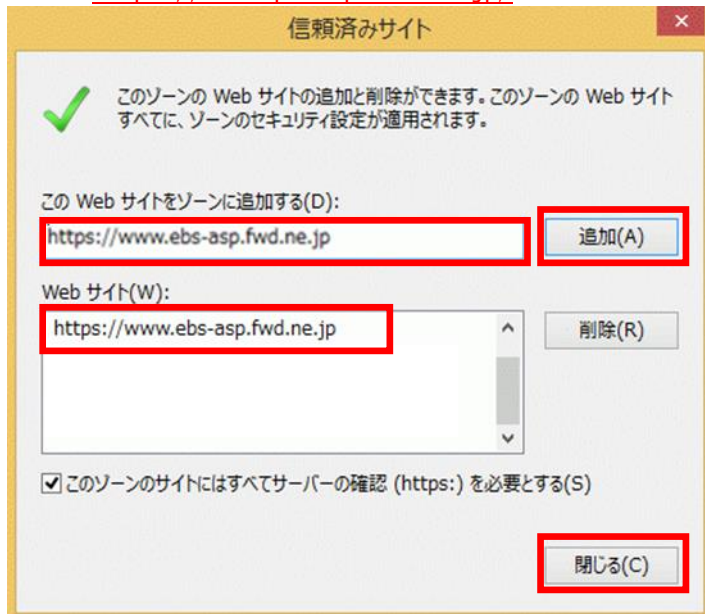 信頼済みサイト
このゾーンの Web サイトの追加と削除ができます。このゾーンの Web サイト
すべてに、ゾーンのセキュリティ設定が適用されます。
この Web サイトをゾーンに追加する(D):
https://www.ebs-asp.fwd.ne.jp
追加(A)
Web サイト(W):
https://www.ebs-asp.fwd.ne.jp
削除(R)
このゾーンのサイトにはすべてサーバーの確認 (https:) を必要とする(S)
閉じる(C)